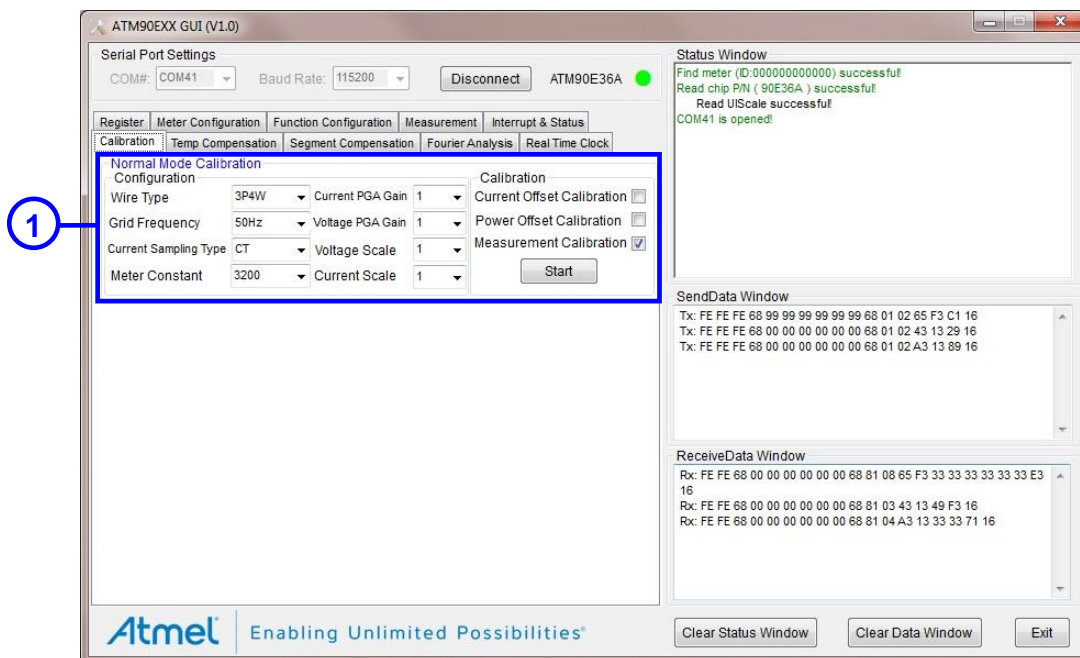 ATM90EXX GUI (V1.0)
Serial Port Settings
COM#: COM41 Baud Rate: 115200 Disconnect ATM90E36A
Register Meter Configuration Function Configuration Measurement Interrupt & Status
Calibration Temp Compensation Segment Compensation Fourier Analysis Real Time Clock
Normal Mode Calibration
Configuration
Wire Type 3P4W Current PGA Gain 1
Grid Frequency 50Hz Voltage PGA Gain 1
Current Sampling Type CT Voltage Scale 1
Meter Constant 3200 Current Scale 1
Calibration
Current Offset Calibration
Power Offset Calibration
Measurement Calibration
Start
1
Status Window
Find meter (ID:000000000000) successful!
Read chip P/N ( 90E36A ) successful!
Read UIScale successful!
COM41 is opened!
SendData Window
Tx: FE FE FE 68 99 99 99 99 99 99 68 01 02 65 F3 C1 16
Tx: FE FE FE 68 00 00 00 00 00 00 68 01 02 43 13 29 16
Tx: FE FE FE 68 00 00 00 00 00 00 68 01 02 A3 13 89 16
ReceiveData Window
Rx: FE FE 68 00 00 00 00 00 00 68 81 08 65 F3 33 33 33 33 33 33 E3
16
Rx: FE FE 68 00 00 00 00 00 00 68 81 03 43 13 49 F3 16
Rx: FE FE 68 00 00 00 00 00 00 68 81 04 A3 13 33 33 71 16
Atmel Enabling Unlimited Possibilities®
Clear Status Window Clear Data Window Exit